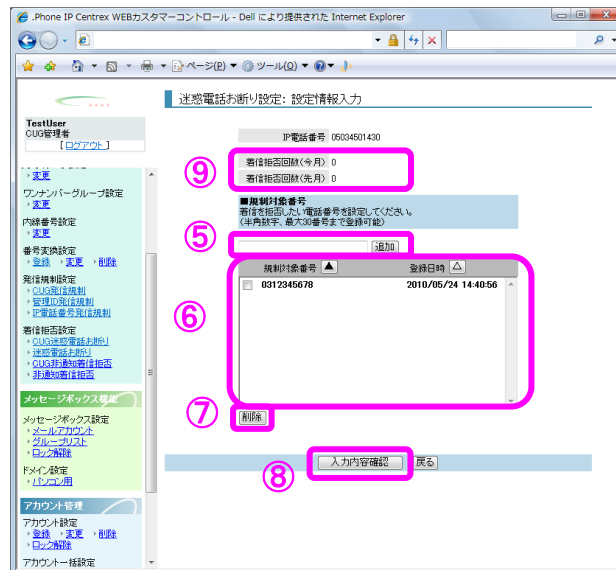 .Phone IP Centrex WEBカスタマーコントロール - Dell により提供された Internet Explorer
ページ(P) ツール(O)
TestUser
CUG管理者
[ログアウト]
変更
ワンナンバーグループ設定
変更
内線番号設定
変更
番号変換設定
登録 変更 削除
発信規制設定
CUG発信規制
管理ID発信規制
IP電話番号発信規制
着信拒否設定
CUG迷惑電話お断り
迷惑電話お断り
CUG非通知着信拒否
非通知着信拒否
メッセージボックス機能
メッセージボックス設定
メールアカウント
グループリスト
ロック解除
ドメイン設定
パソコン用
アカウント管理
アカウント設定
登録 変更 削除
ロック解除
アカウント一括設定
迷惑電話お断り設定: 設定情報入力
IP電話番号 05034501430
⑨
着信拒否回数(今月) 0
着信拒否回数(先月) 0
■規制対象番号
着信を拒否したい電話番号を設定してください。
(半角数字、最大30番号まで登録可能)
⑤
追加
規制対象番号 ▲ 登録日時 △
⑥
0312345678 2010/05/24 14:40:56
⑦
削除
⑧
入力内容確認 戻る